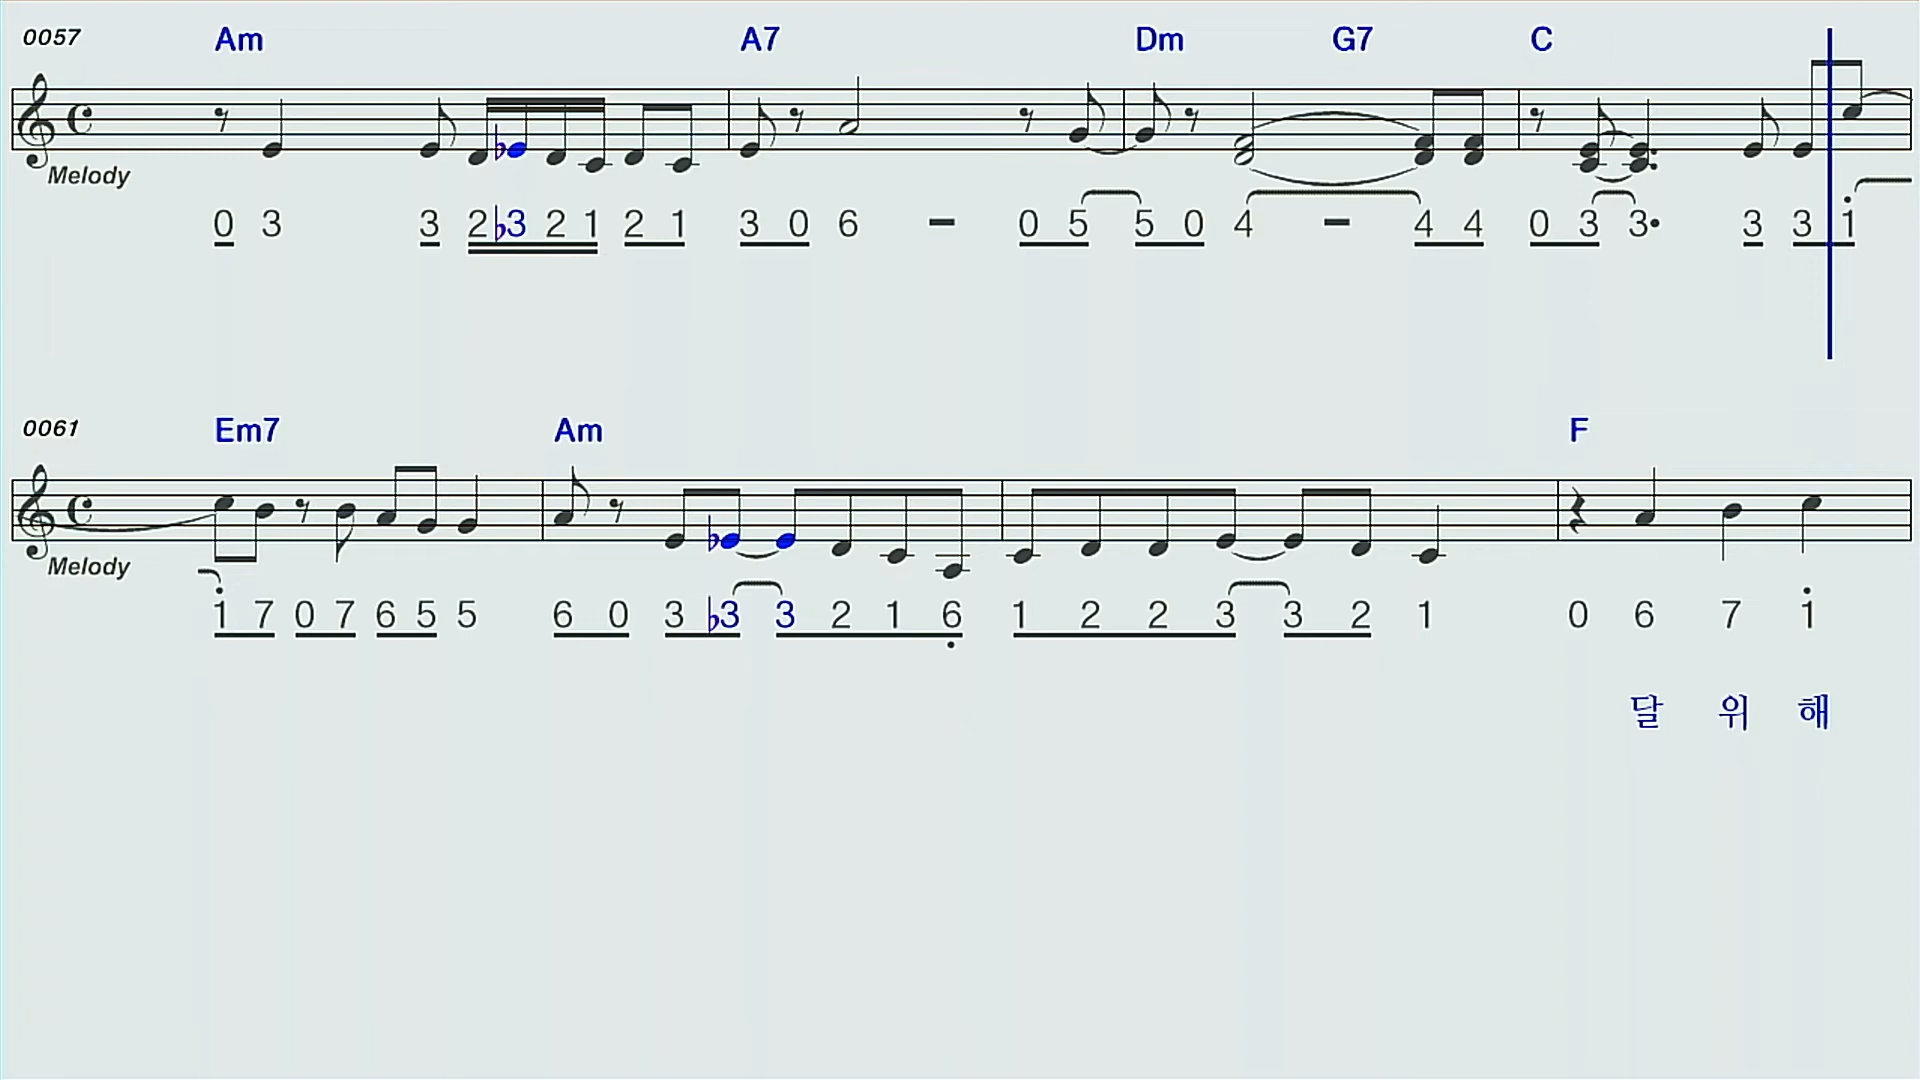 0057 Am A7 Dm G7 C
Melody
0 3 3 2 ♭3 2 1 2 1 3 0 6 - 0 5 5 0 4 - 4 4 0 3 3• 3 3 1̇
0061 Em7 Am F
Melody
1̇ 7 0 7 6 5 5 6 0 3 ♭3 3 2 1 6̣ 1 2 2 3 3 2 1 0 6 7 1̇
달 위 해